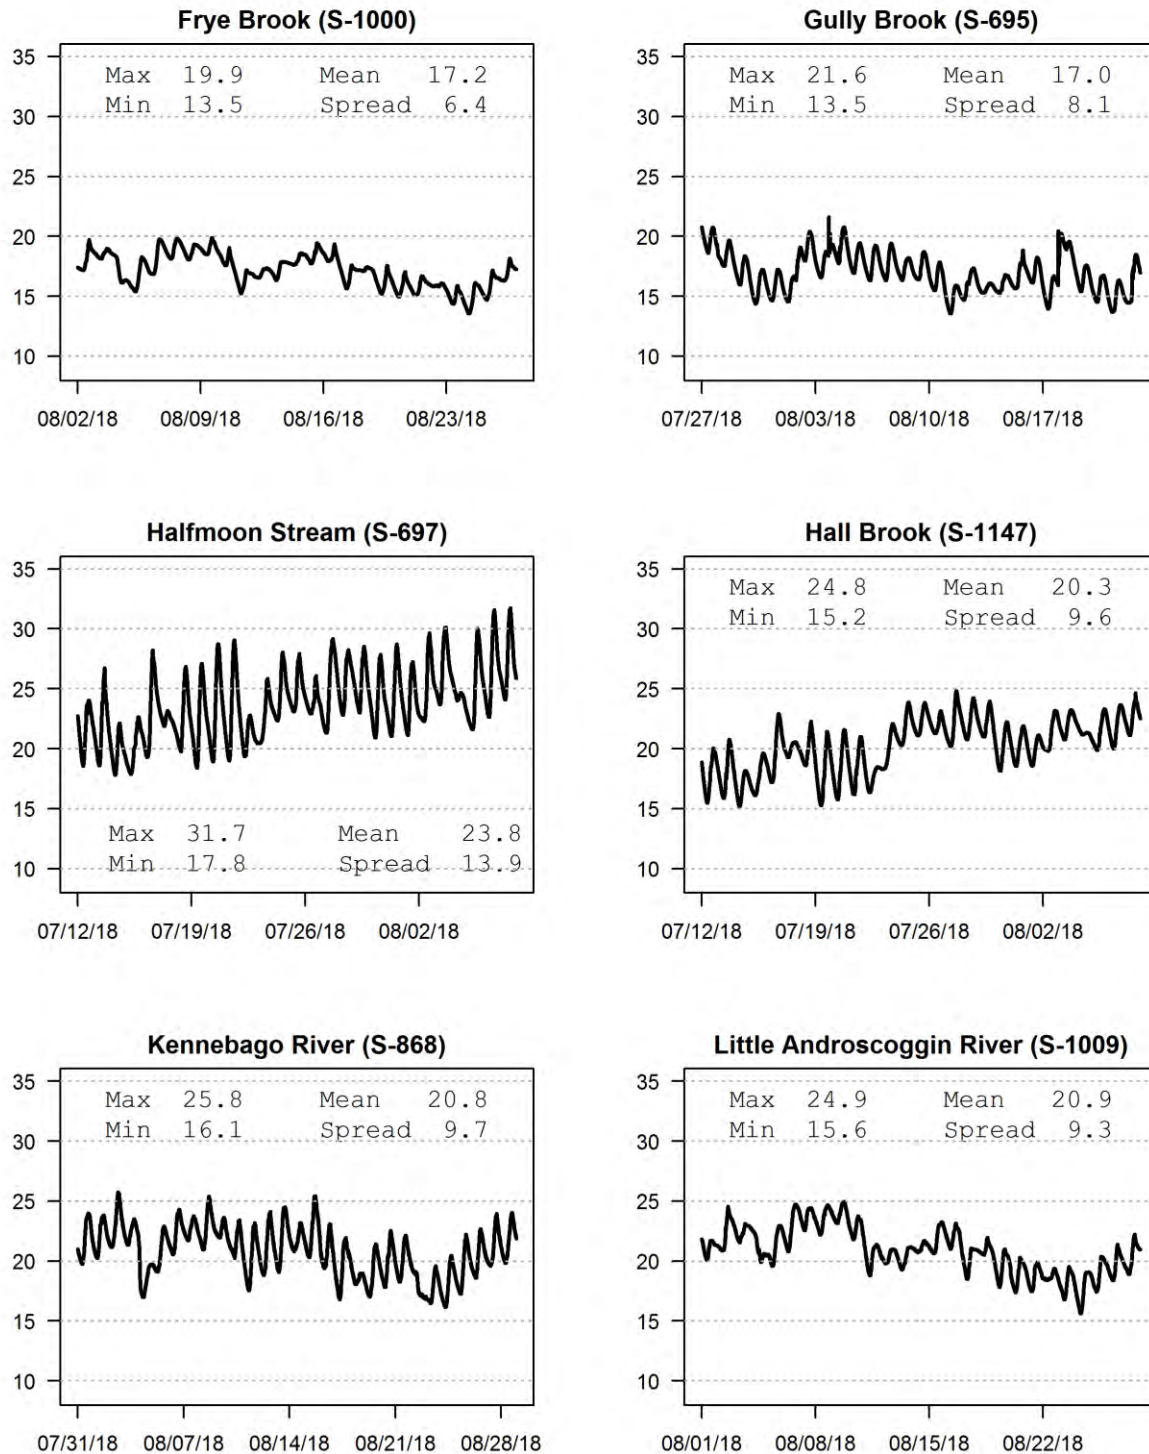 Frye Brook (S-1000)
35
30
25
20
15
10
Max 19.9 Mean 17.2
Min 13.5 Spread 6.4
08/02/18 08/09/18 08/16/18 08/23/18
Gully Brook (S-695)
35
30
25
20
15
10
Max 21.6 Mean 17.0
Min 13.5 Spread 8.1
07/27/18 08/03/18 08/10/18 08/17/18
Halfmoon Stream (S-697)
35
30
25
20
15
10
Max 31.7 Mean 23.8
Min 17.8 Spread 13.9
07/12/18 07/19/18 07/26/18 08/02/18
Hall Brook (S-1147)
35
30
25
20
15
10
Max 24.8 Mean 20.3
Min 15.2 Spread 9.6
07/12/18 07/19/18 07/26/18 08/02/18
Kennebago River (S-868)
35
30
25
20
15
10
Max 25.8 Mean 20.8
Min 16.1 Spread 9.7
07/31/18 08/07/18 08/14/18 08/21/18 08/28/18
Little Androscoggin River (S-1009)
35
30
25
20
15
10
Max 24.9 Mean 20.9
Min 15.6 Spread 9.3
08/01/18 08/08/18 08/15/18 08/22/18